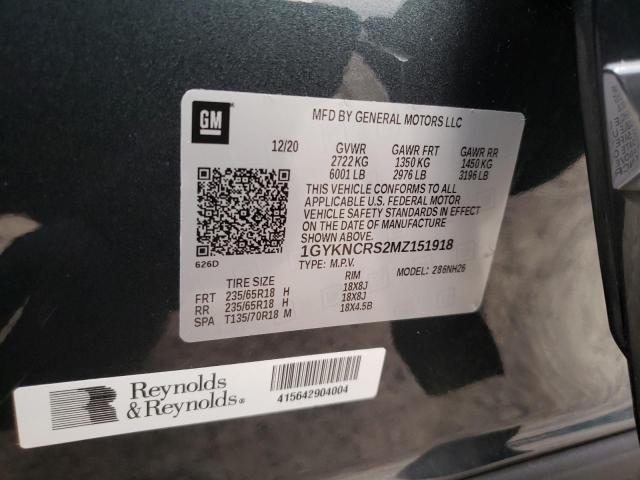 GM
MFD BY GENERAL MOTORS LLC
12/20 GVWR GAWR FRT GAWR RR
2722 KG 1350 KG 1450 KG
6001 LB 2976 LB 3196 LB
THIS VEHICLE CONFORMS TO ALL
APPLICABLE U.S. FEDERAL MOTOR
VEHICLE SAFETY STANDARDS IN EFFECT
ON THE DATE OF MANUFACTURE
SHOWN ABOVE.
1GYKNCRS2MZ151918
626D
TYPE: M.P.V. MODEL: 286NH26
TIRE SIZE RIM
FRT 235/65R18 H 18X8J
RR 235/65R18 H 18X8J
SPA T135/70R18 M 18X4.5B
Reynolds
& Reynolds®
415642904004